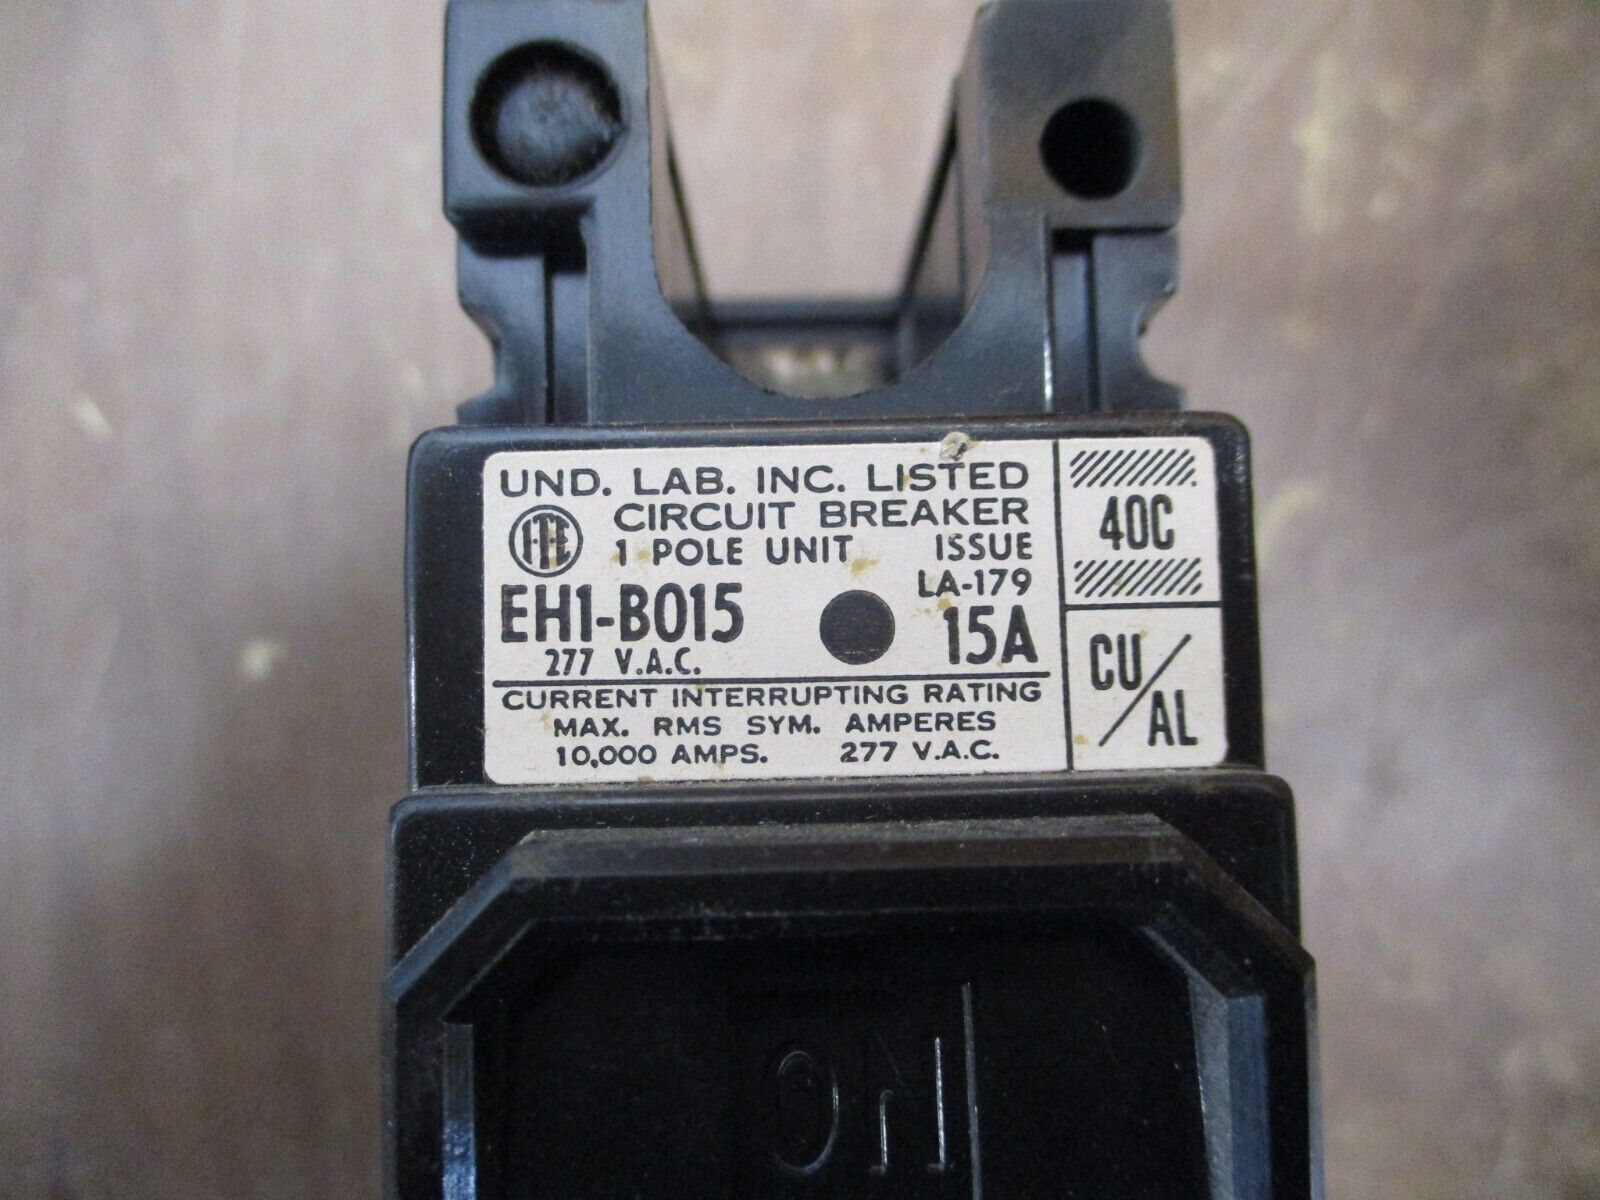 UND. LAB. INC. LISTED
CIRCUIT BREAKER
I-T-E
1 POLE UNIT ISSUE
LA-179
EH1-B015 15A
277 V.A.C.
CURRENT INTERRUPTING RATING
MAX. RMS SYM. AMPERES
10,000 AMPS. 277 V.A.C.
40C
CU/AL
On